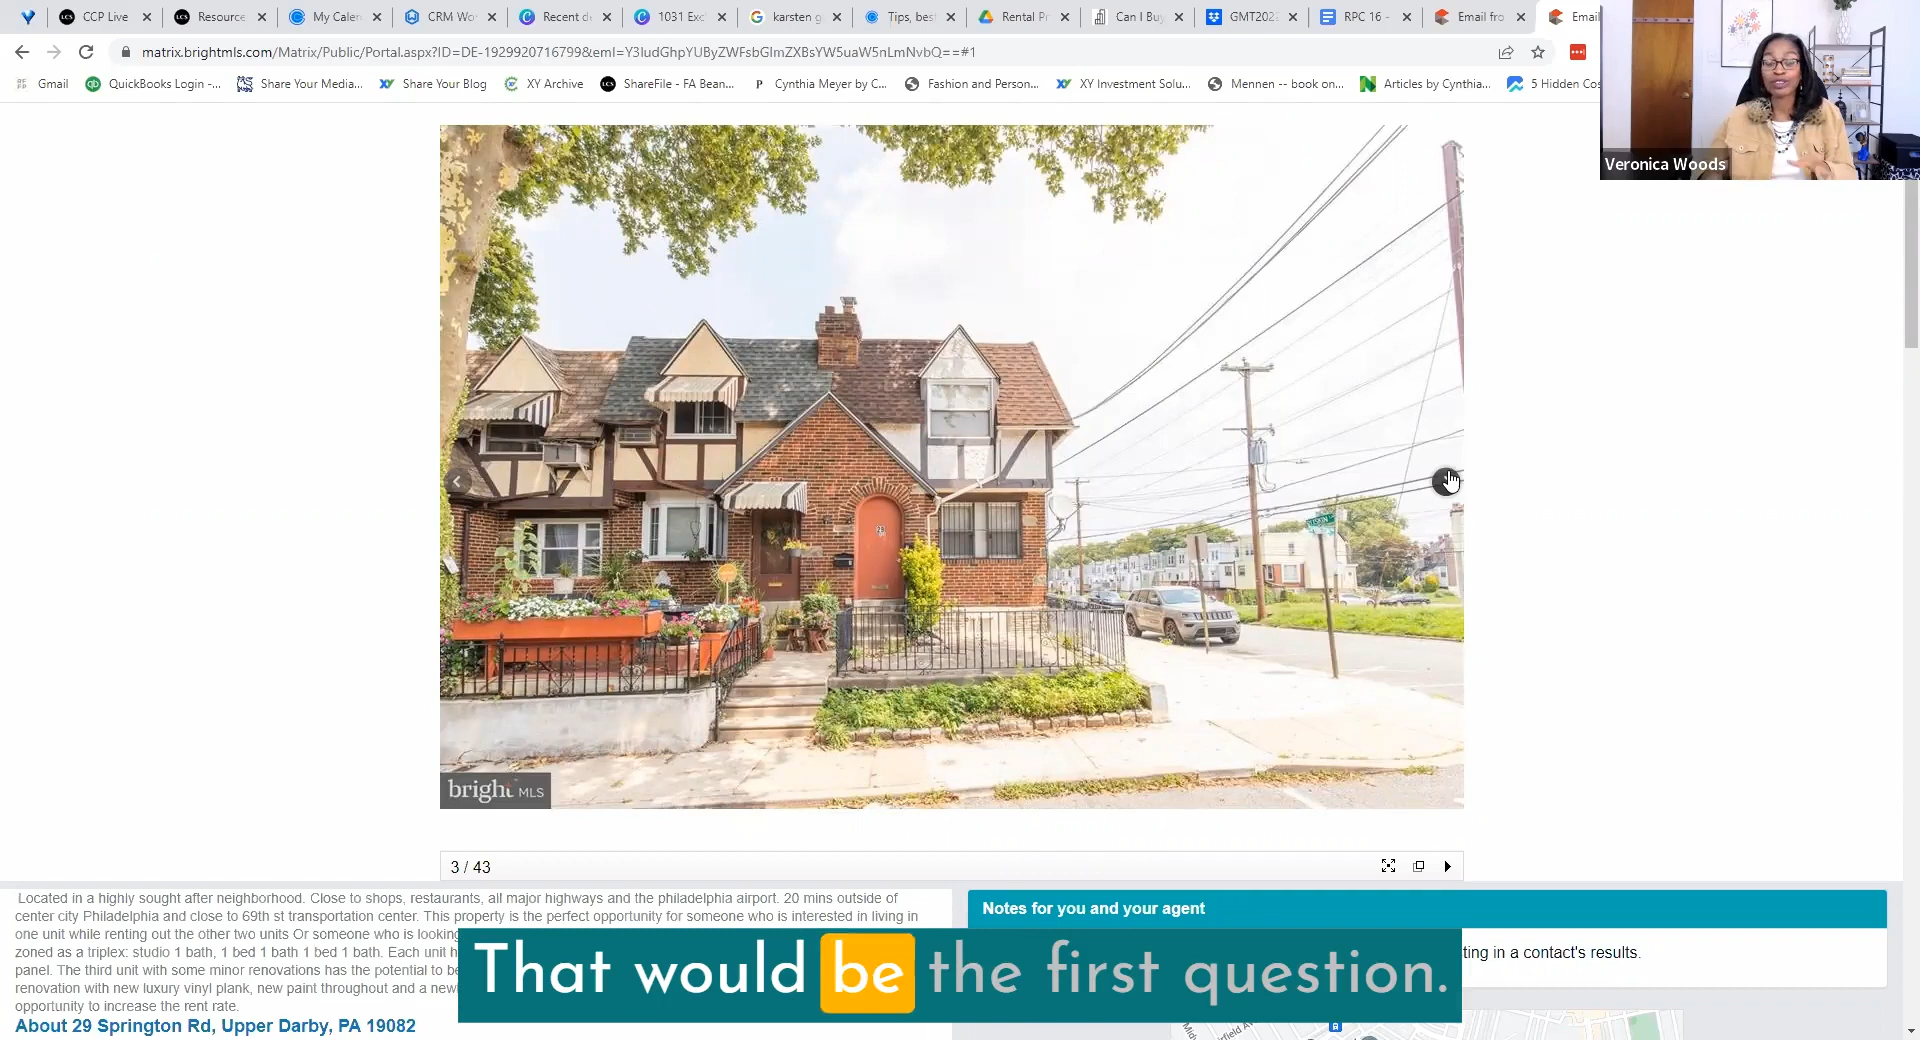 CCP Live
Resource
My Caler
CRM Wo
Recent d
1031 Exc
karsten g
Tips, bes
Rental Pr
Can I Buy
GMT202
RPC 16 -
Email fro
Email
matrix.brightmls.com/Matrix/Public/Portal.aspx?ID=DE-1929920716799&eml=Y3IudGhpYUByZWFsbGlmZXBsYW5uaW5nLmNvbQ==#1
Gmail
QuickBooks Login -...
Share Your Media...
Share Your Blog
XY Archive
ShareFile - FA Bean...
Cynthia Meyer by C...
Fashion and Person...
XY Investment Solu...
Mennen -- book on...
Articles by Cynthia...
5 Hidden Cos
Veronica Woods
bright MLS
3 / 43
Located in a highly sought after neighborhood. Close to shops, restaurants, all major highways and the philadelphia airport. 20 mins outside of
center city Philadelphia and close to 69th st transportation center. This property is the perfect opportunity for someone who is interested in living in
one unit while renting out the other two units Or someone who is looking
zoned as a triplex: studio 1 bath, 1 bed 1 bath 1 bed 1 bath. Each unit h
panel. The third unit with some minor renovations has the potential to be
renovation with new luxury vinyl plank, new paint throughout and a new
opportunity to increase the rent rate.
About 29 Springton Rd, Upper Darby, PA 19082
Notes for you and your agent
ting in a contact's results.
That would be the first question.